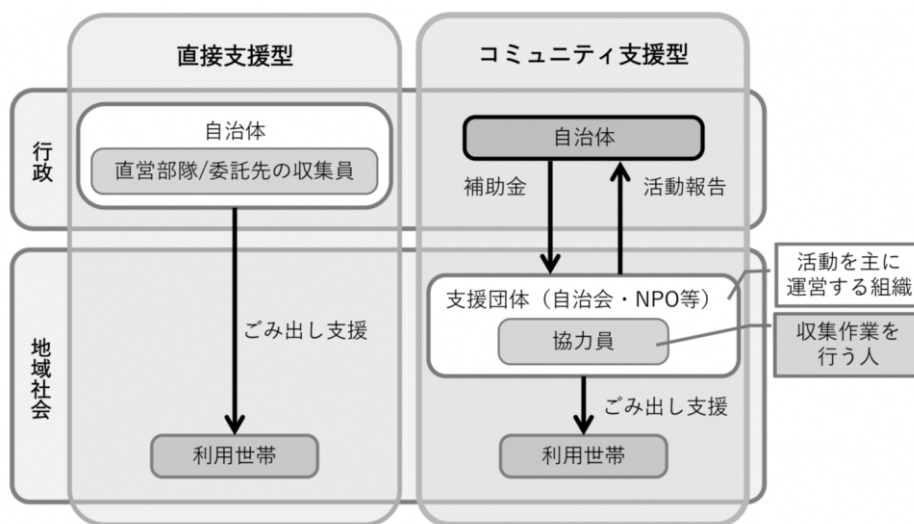 直接支援型
コミュニティ支援型
行政
自治体
直営部隊/委託先の収集員
自治体
補助金
活動報告
地域社会
ごみ出し支援
利用世帯
支援団体（自治会・NPO等）
協力員
ごみ出し支援
利用世帯
活動を主に
運営する組織
収集作業を
行う人